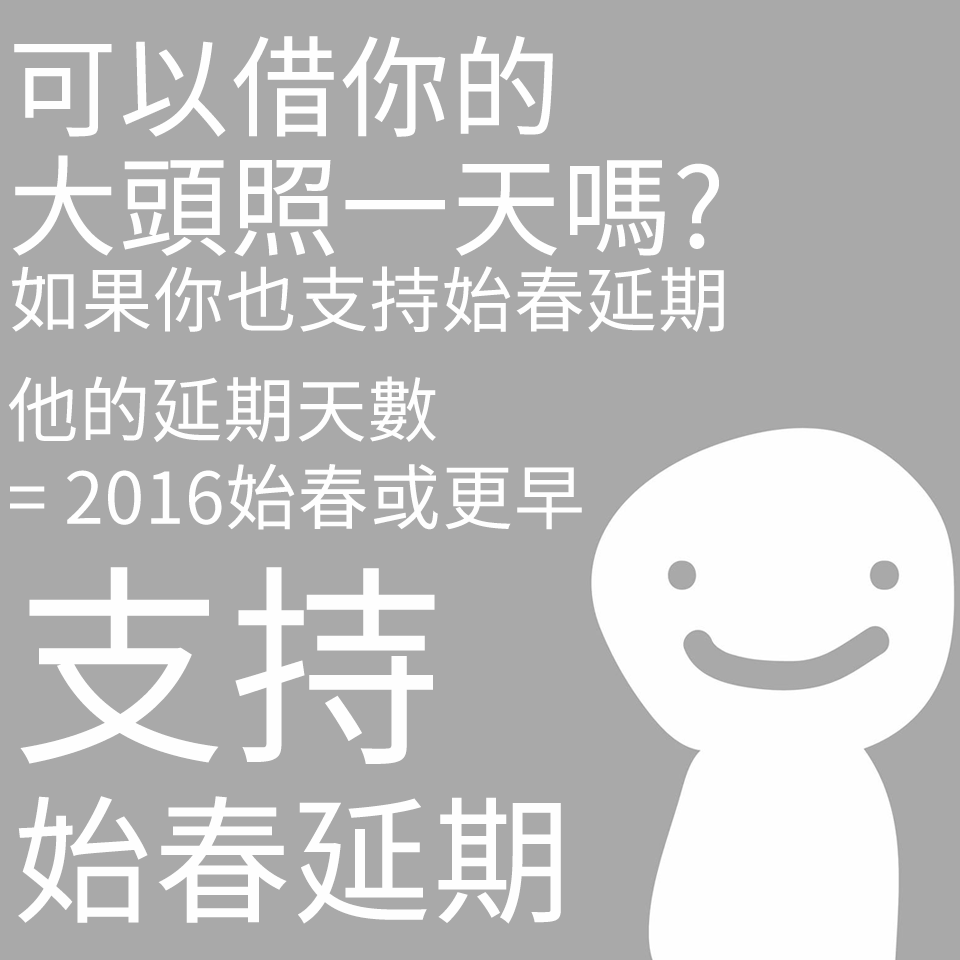 可以借你的
大頭照一天嗎?
如果你也支持始春延期
他的延期天數
= 2016始春或更早
支持
始春延期